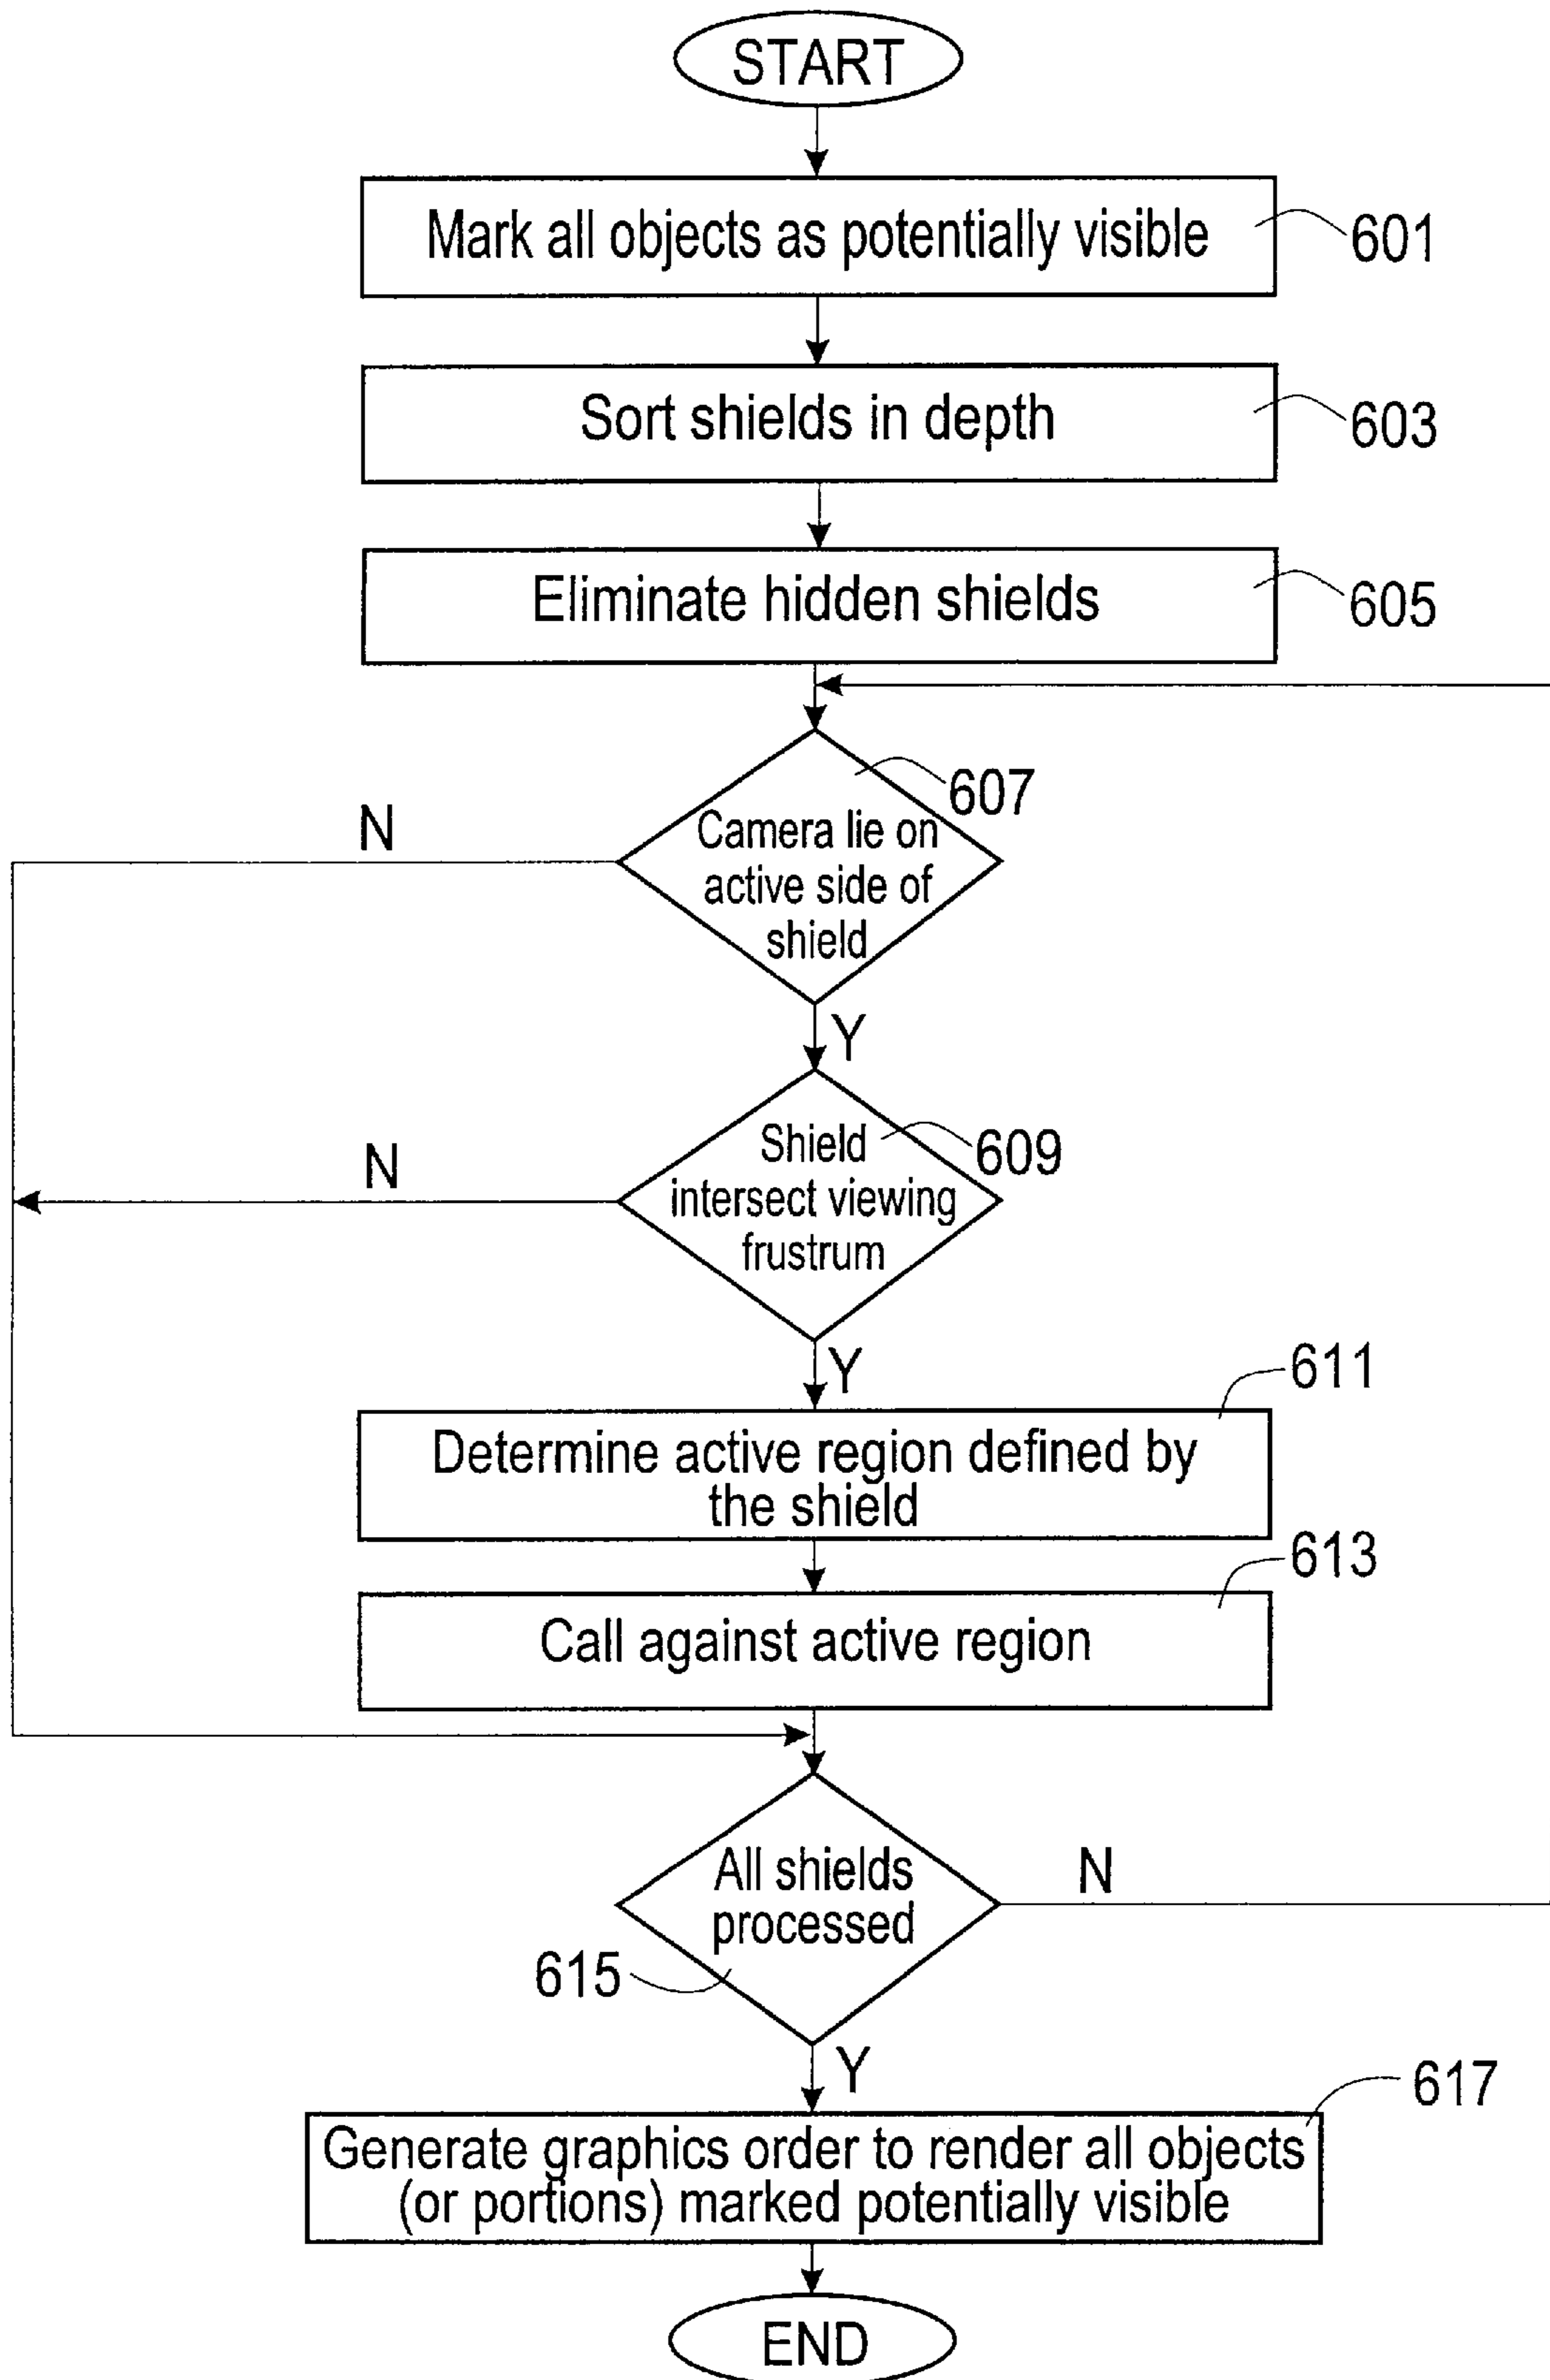 START
Mark all objects as potentially visible
601
Sort shields in depth
603
Eliminate hidden shields
605
607
N
Camera lie on
active side of
shield
Y
609
N
Shield
intersect viewing
frustrum
Y
611
Determine active region defined by
the shield
613
Call against active region
All shields
processed
N
615
Y
617
Generate graphics order to render all objects
(or portions) marked potentially visible
END